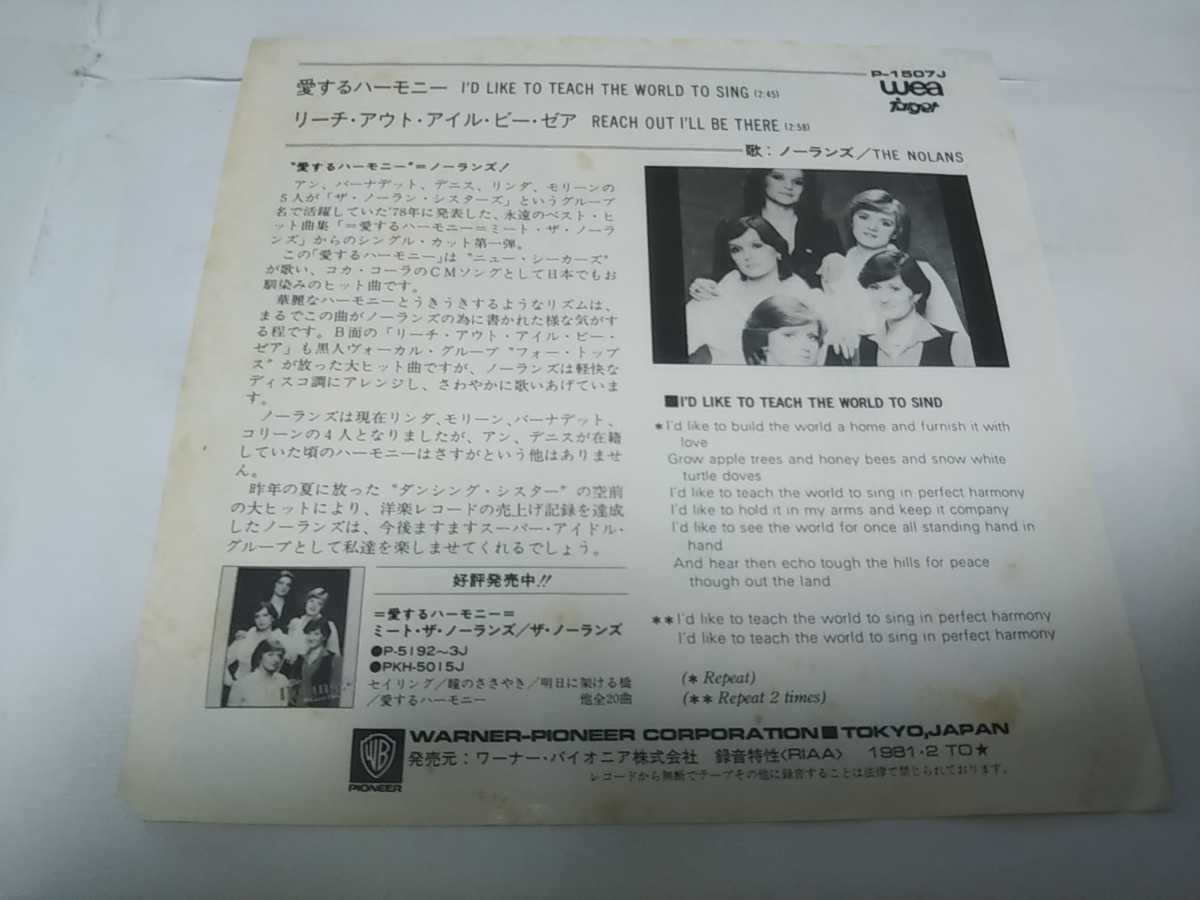 P-1507J
wea
愛するハーモニー I'D LIKE TO TEACH THE WORLD TO SING (2:45)
リーチ・アウト・アイル・ビー・ゼア REACH OUT I'LL BE THERE (2:58)
歌：ノーランズ／THE NOLANS
"愛するハーモニー"＝ノーランズ！
アン、バーナデット、デニス、リンダ、モリーンの
5人が「ザ・ノーラン・シスターズ」というグループ
名で活躍していた'78年に発表した、永遠のベスト・ヒ
ット曲集「＝愛するハーモニー＝ミート・ザ・ノーラ
ンズ」からのシングル・カット第一弾。
この「愛するハーモニー」は "ニュー・シーカーズ"
が歌い、コカ・コーラのCMソングとして日本でもお
馴染みのヒット曲です。
華麗なハーモニーとうきうきするようなリズムは、
まるでこの曲がノーランズの為に書かれた様な気がす
る程です。B面の「リーチ・アウト・アイル・ビー・
ゼア」も黒人ヴォーカル・グループ"フォー・トップ
ス"が放った大ヒット曲ですが、ノーランズは軽快な
ディスコ調にアレンジし、さわやかに歌いあげていま
す。
ノーランズは現在リンダ、モリーン、バーナデット、
コリーンの4人となりましたが、アン、デニスが在籍
していた頃のハーモニーはさすがという他はありませ
ん。
昨年の夏に放った "ダンシング・シスター" の空前
の大ヒットにより、洋楽レコードの売上げ記録を達成
したノーランズは、今後ますますスーパー・アイドル・
グループとして私達を楽しませてくれるでしょう。
好評発売中!!
＝愛するハーモニー＝
ミート・ザ・ノーランズ／ザ・ノーランズ
●P-5192〜3J
●PKH-5015J
セイリング／瞳のささやき／明日に架ける橋
／愛するハーモニー 他全20曲
■I'D LIKE TO TEACH THE WORLD TO SIND
*I'd like to build the world a home and furnish it with
love
Grow apple trees and honey bees and snow white
turtle doves
I'd like to teach the world to sing in perfect harmony
I'd like to hold it in my arms and keep it company
I'd like to see the world for once all standing hand in
hand
And hear then echo tough the hills for peace
though out the land
**I'd like to teach the world to sing in perfect harmony
I'd like to teach the world to sing in perfect harmony
(* Repeat)
(** Repeat 2 times)
WB
PIONEER
WARNER-PIONEER CORPORATION■TOKYO,JAPAN
発売元：ワーナー・パイオニア株式会社 録音特性〈RIAA〉 1981・2 TO★
レコードから無断でテープその他に録音することは法律で禁じられております。